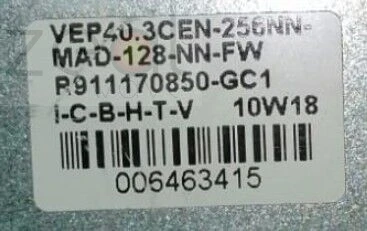 VEP40.3CEN-256NN-
MAD-128-NN-FW
R911170850-GC1
I-C-B-H-T-V 10W18
006463415